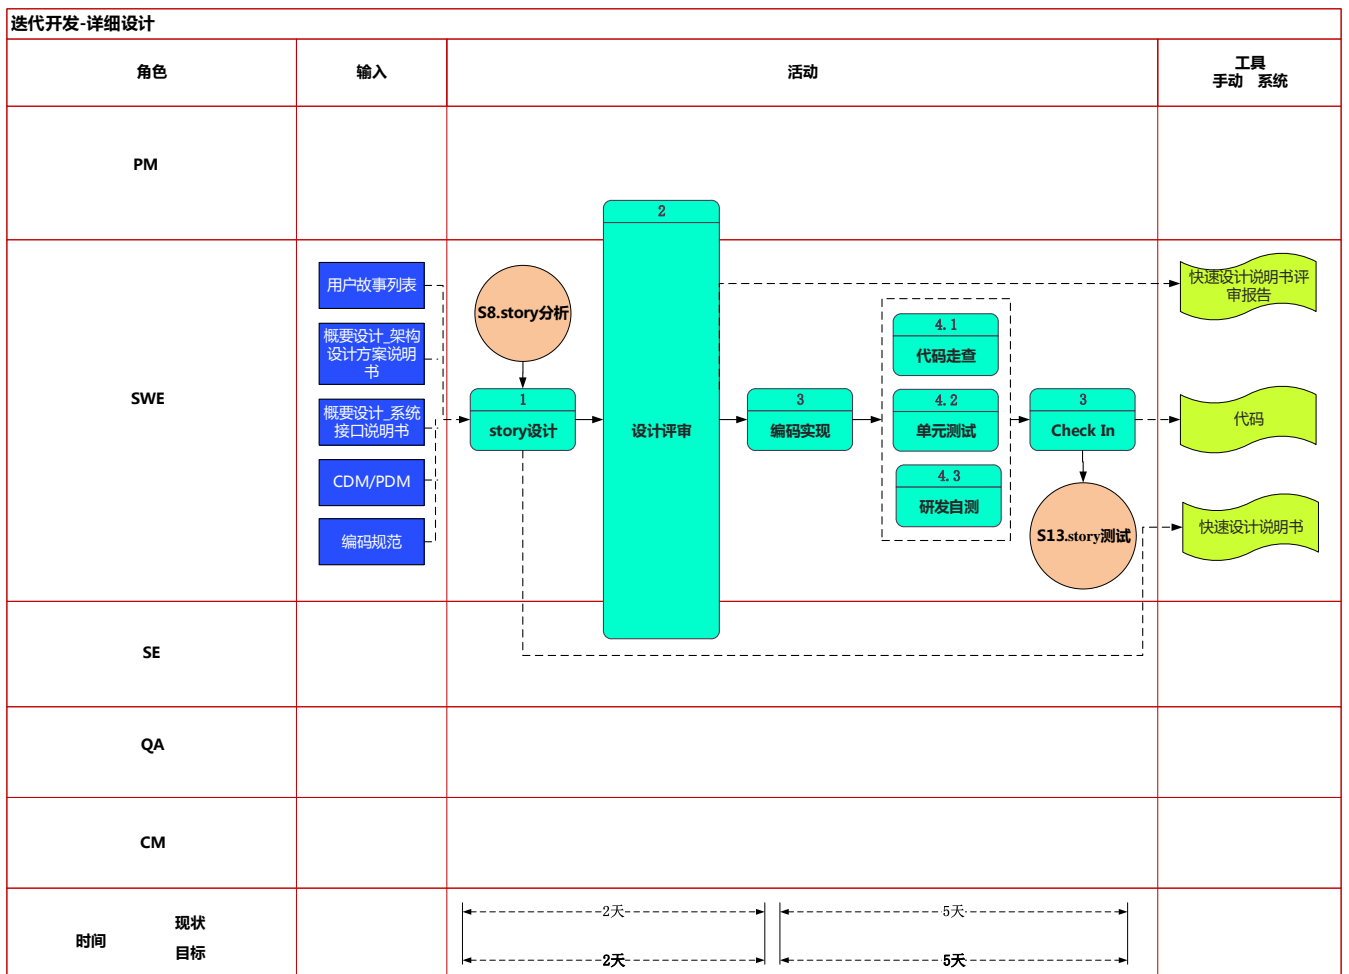 迭代开发-详细设计
角色
输入
活动
工具
手动 系统
PM
2
SWE
用户故事列表
S8.story分析
快速设计说明书评
审报告
概要设计_架构
设计方案说明
书
4.1
代码走查
概要设计_系统
接口说明书
1
story设计
设计评审
3
编码实现
4.2
单元测试
3
Check In
代码
CDM/PDM
4.3
研发自测
编码规范
S13.story测试
快速设计说明书
SE
QA
CM
时间
现状
目标
2天
5天
2天
5天